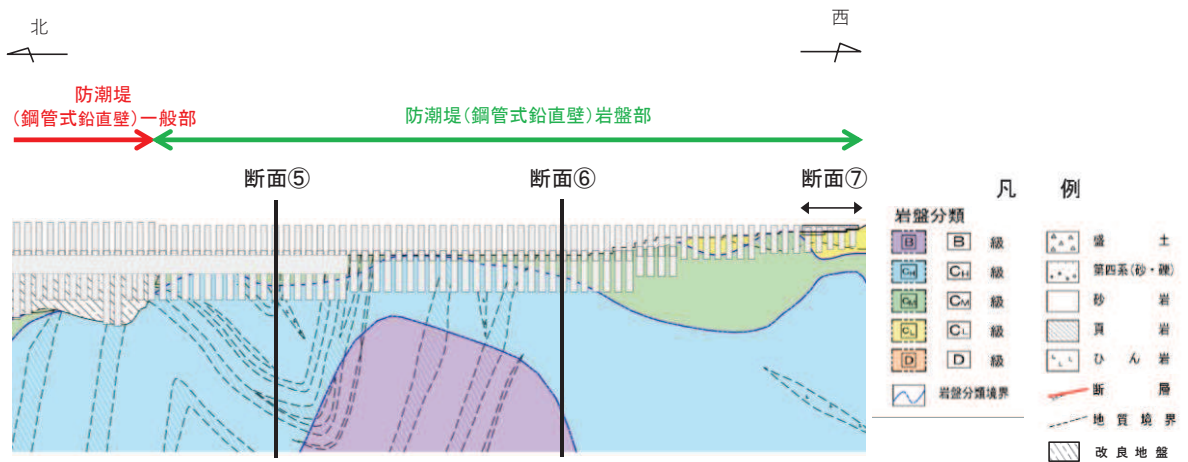 北
西
防潮堤
(鋼管式鉛直壁)一般部
防潮堤(鋼管式鉛直壁)岩盤部
断面⑤
断面⑥
断面⑦
凡 例
岩盤分類
B B 級
CH CH 級
CM CM 級
CL CL 級
D D 級
岩盤分類境界
盛 土
第四系(砂・礫)
砂 岩
頁 岩
ひ ん 岩
断 層
地 質 境 界
改 良 地 盤